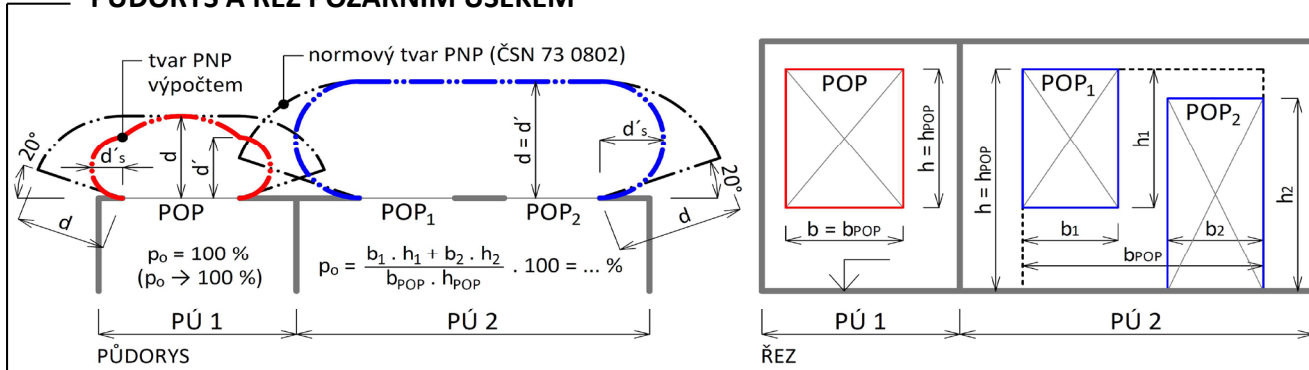 PŮDORYS A ŘEZ POŽÁRNÍM ÚSEKEM
tvar PNP
výpočtem
normový tvar PNP (ČSN 73 0802)
20°
d´s
d
d´
d = d´
d´s
20°
d
d
POP
POP₁
POP₂
pₒ = 100 %
(pₒ → 100 %)
pₒ = b₁ . h₁ + b₂ . h₂ / b_POP . h_POP . 100 = ... %
PÚ 1
PÚ 2
PŮDORYS
POP
h = hPOP
b = bPOP
POP₁
POP₂
h = hPOP
h₁
h₂
b₁
b₂
bPOP
PÚ 1
PÚ 2
ŘEZ